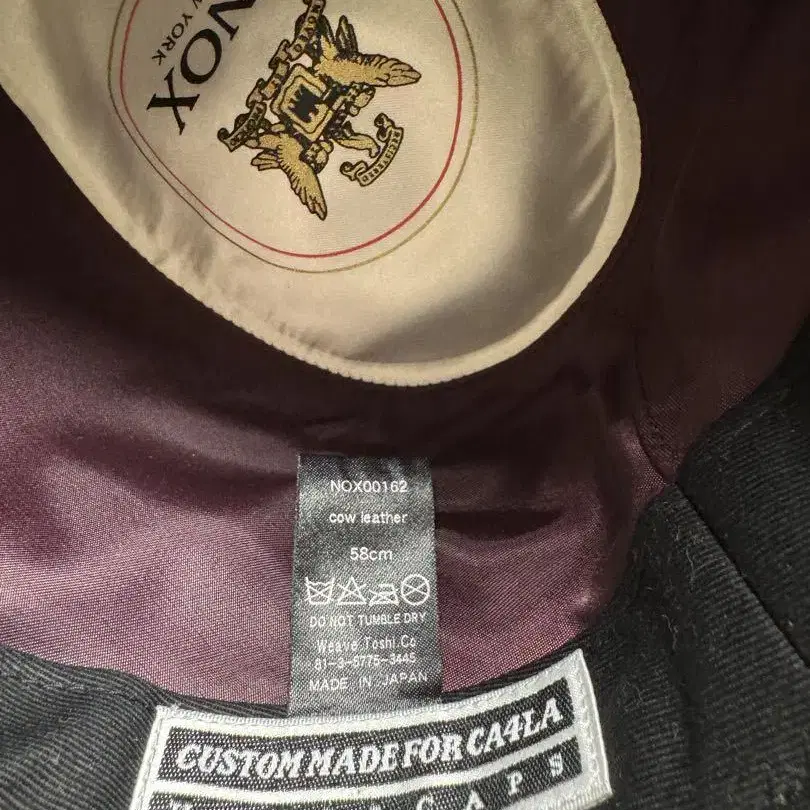 NOX
YORK
NOX00162
cow leather
58cm
DO NOT TUMBLE DRY
Weave Toshi.Co
81-3-5775-3445
MADE IN JAPAN
CUSTOM MADE FOR CA4LA
CAPS